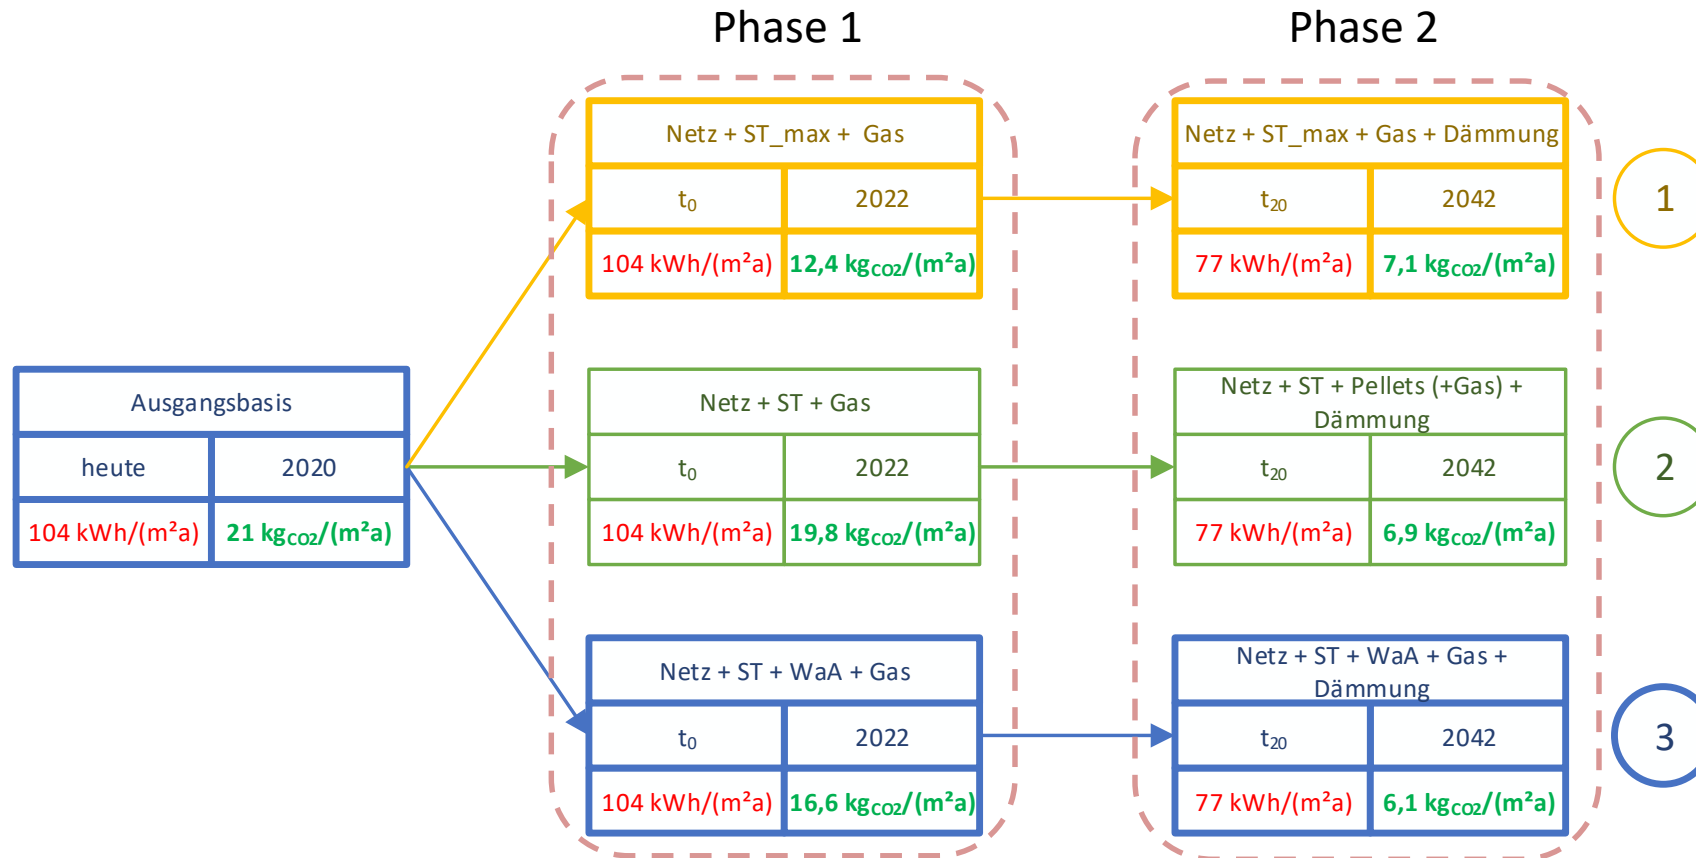 Phase 1
Phase 2
Netz + ST_max + Gas
t₀ 2022
104 kWh/(m²a) 12,4 kgCO2/(m²a)
Netz + ST_max + Gas + Dämmung
t₂₀ 2042
77 kWh/(m²a) 7,1 kgCO2/(m²a)
1
Ausgangsbasis
heute 2020
104 kWh/(m²a) 21 kgCO2/(m²a)
Netz + ST + Gas
t₀ 2022
104 kWh/(m²a) 19,8 kgCO2/(m²a)
Netz + ST + Pellets (+Gas) +
Dämmung
t₂₀ 2042
77 kWh/(m²a) 6,9 kgCO2/(m²a)
2
Netz + ST + WaA + Gas
t₀ 2022
104 kWh/(m²a) 16,6 kgCO2/(m²a)
Netz + ST + WaA + Gas +
Dämmung
t₂₀ 2042
77 kWh/(m²a) 6,1 kgCO2/(m²a)
3